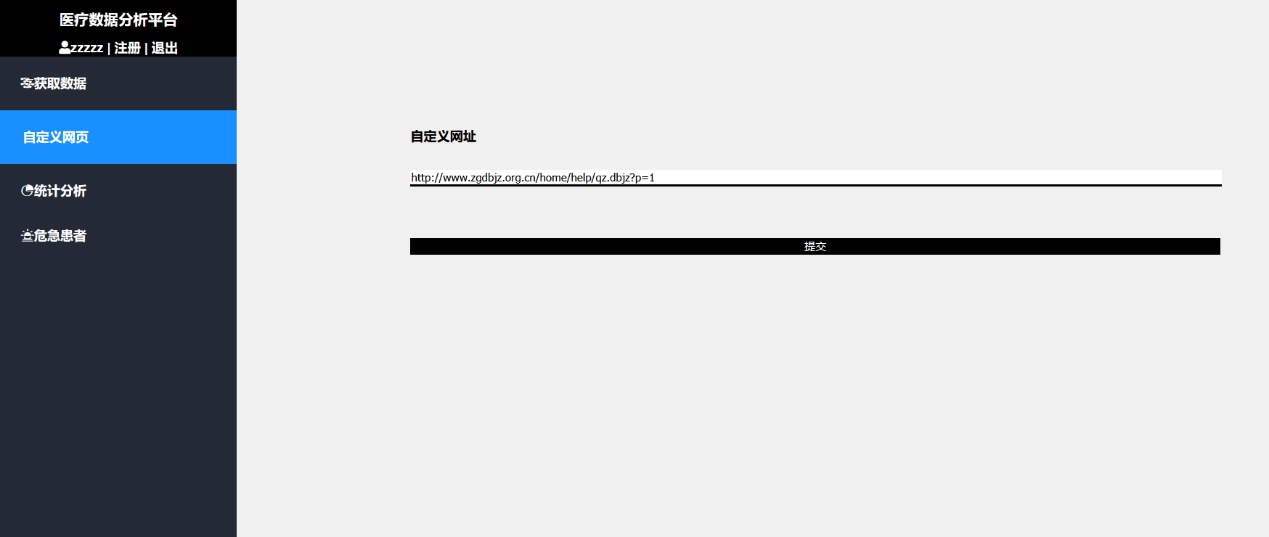 医疗数据分析平台
zzzzz | 注册 | 退出
获取数据
自定义网页
统计分析
危急患者
自定义网址
http://www.zgdbjz.org.cn/home/help/qz.dbjz?p=1
提交